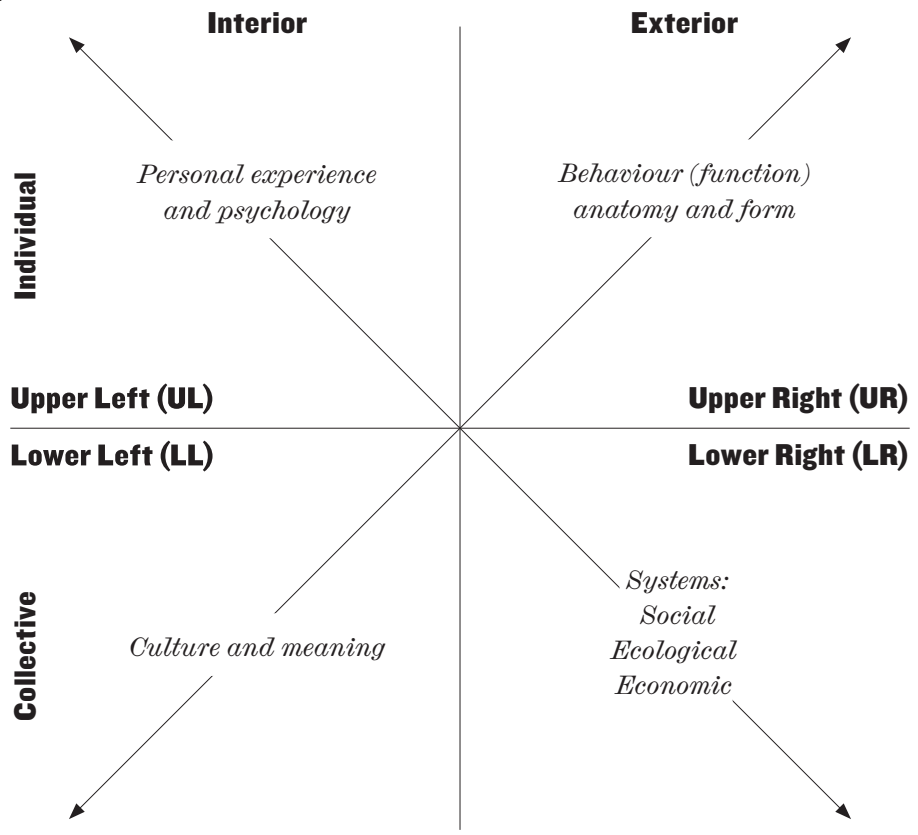 Interior
Exterior
Individual
Personal experience
and psychology
Behaviour (function)
anatomy and form
Upper Left (UL)
Upper Right (UR)
Lower Left (LL)
Lower Right (LR)
Collective
Culture and meaning
Systems:
Social
Ecological
Economic